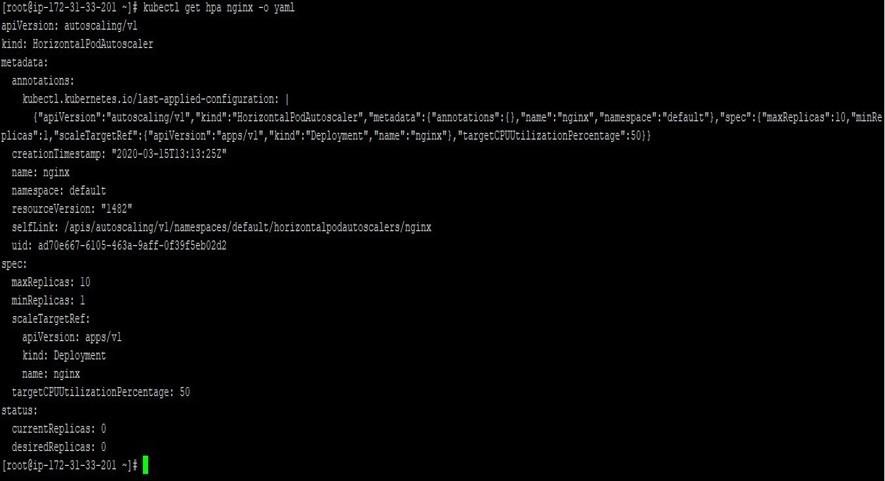 [root@ip-172-31-33-201 ~]# kubectl get hpa nginx -o yaml
apiVersion: autoscaling/v1
kind: HorizontalPodAutoscaler
metadata:
  annotations:
    kubectl.kubernetes.io/last-applied-configuration: |
      {"apiVersion":"autoscaling/v1","kind":"HorizontalPodAutoscaler","metadata":{"annotations":{},"name":"nginx","namespace":"default"},"spec":{"maxReplicas":10,"minRe
plicas":1,"scaleTargetRef":{"apiVersion":"apps/v1","kind":"Deployment","name":"nginx"},"targetCPUUtilizationPercentage":50}}
  creationTimestamp: "2020-03-15T13:13:25Z"
  name: nginx
  namespace: default
  resourceVersion: "1482"
  selfLink: /apis/autoscaling/v1/namespaces/default/horizontalpodautoscalers/nginx
  uid: ad70e667-6105-463a-9aff-0f39f5eb02d2
spec:
  maxReplicas: 10
  minReplicas: 1
  scaleTargetRef:
    apiVersion: apps/v1
    kind: Deployment
    name: nginx
  targetCPUUtilizationPercentage: 50
status:
  currentReplicas: 0
  desiredReplicas: 0
[root@ip-172-31-33-201 ~]#